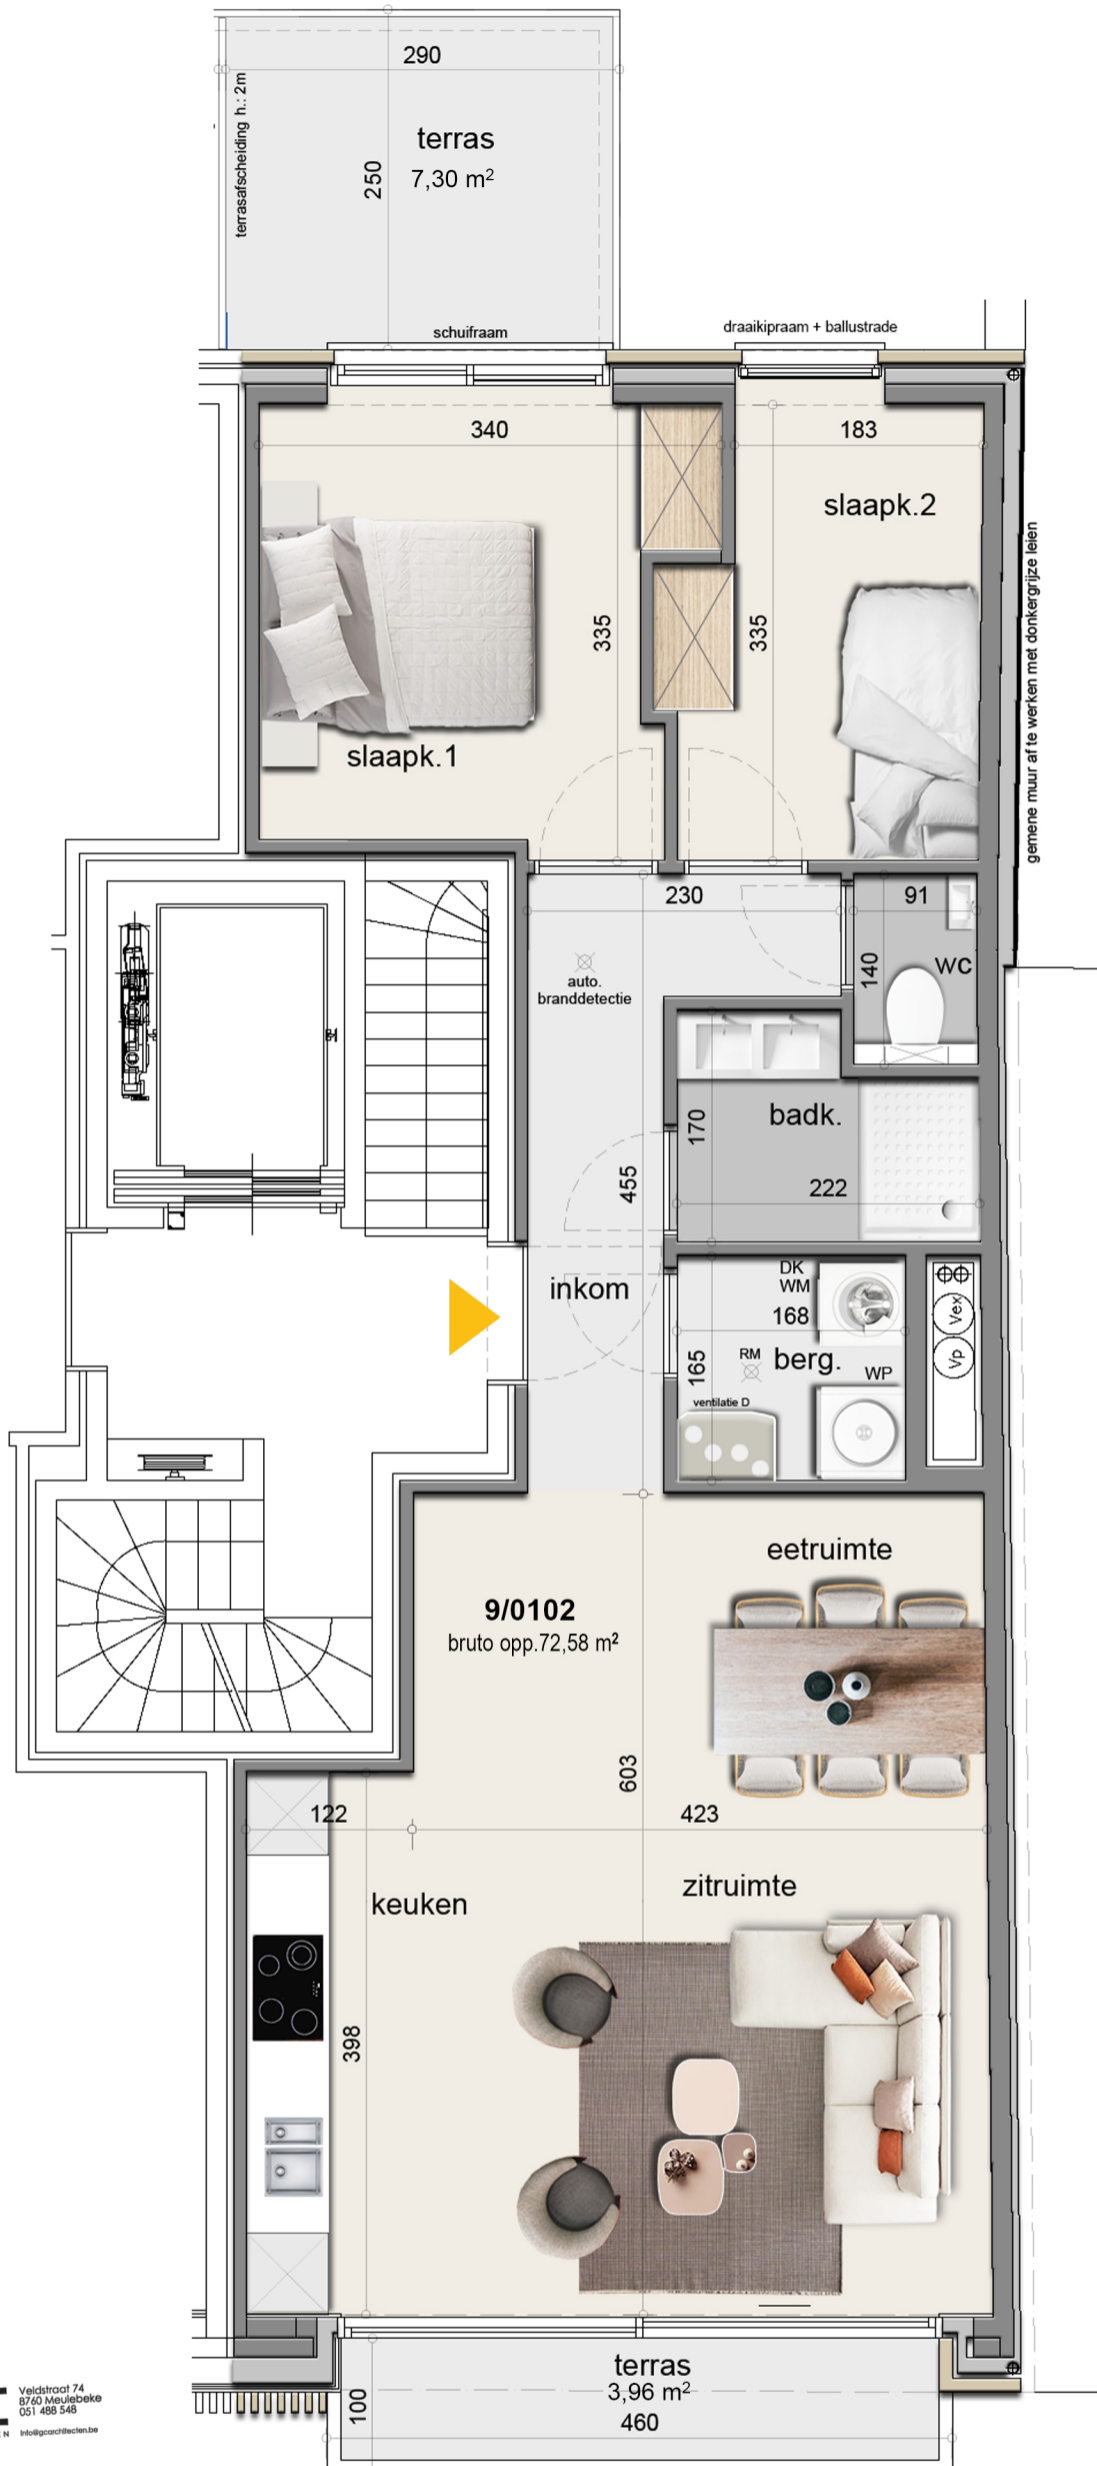 290
terrasafscheiding h.: 2m
terras
250
7,30 m²
schuifraam
draaikipraam + ballustrade
340
183
slaapk.2
gemene muur af te werken met donkergrijze leien
335
335
slaapk.1
230
91
140
wc
auto.
branddetectie
170
badk.
455
222
inkom
DK
WM
168
Vex
Vp
165
RM
berg.
WP
ventilatie D
eetruimte
9/0102
bruto opp.72,58 m²
603
122
423
keuken
zitruimte
398
terras
3,96 m²
100
460
Veldstraat 74
8760 Meulebeke
051 488 548
info@gcarchitecten.be